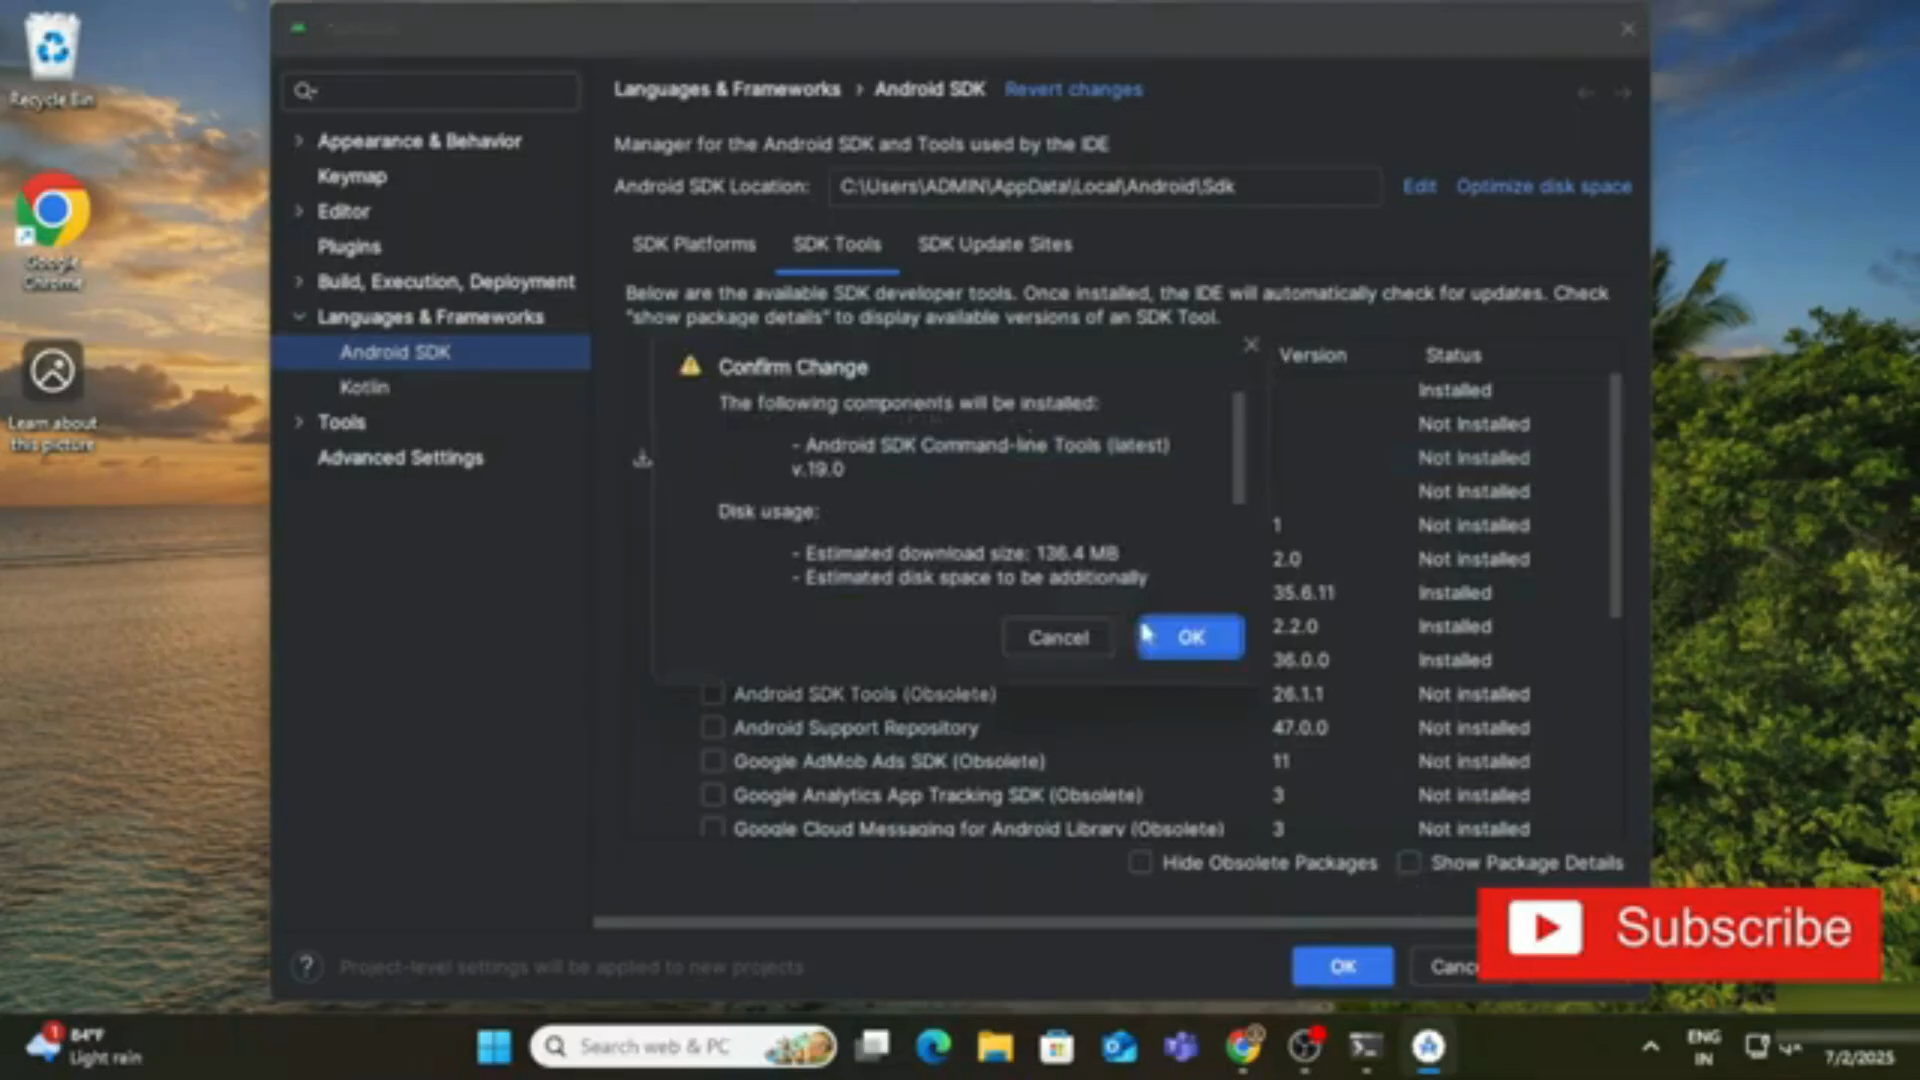 Recycle Bin
Google
Chrome
Learn about
this picture
Appearance & Behavior
Keymap
Editor
Plugins
Build, Execution, Deployment
Languages & Frameworks
Android SDK
Kotlin
Tools
Advanced Settings
Languages & Frameworks › Android SDK Revert changes
Manager for the Android SDK and Tools used by the IDE
Android SDK Location: C:\Users\ADMIN\AppData\Local\Android\Sdk Edit Optimize disk space
SDK Platforms SDK Tools SDK Update Sites
Below are the available SDK developer tools. Once installed, the IDE will automatically check for updates. Check
"show package details" to display available versions of an SDK Tool.
Version Status
Confirm Change
The following components will be installed:
- Android SDK Command-line Tools (latest)
v.19.0
Disk usage:
- Estimated download size: 136.4 MB
- Estimated disk space to be additionally
Cancel OK
Installed
Not installed
Not installed
Not installed
1 Not installed
2.0 Not installed
35.6.11 Installed
2.2.0 Installed
36.0.0 Installed
Android SDK Tools (Obsolete) 26.1.1 Not installed
Android Support Repository 47.0.0 Not installed
Google AdMob Ads SDK (Obsolete) 11 Not installed
Google Analytics App Tracking SDK (Obsolete) 3 Not installed
Google Cloud Messaging for Android Library (Obsolete) 3 Not installed
Hide Obsolete Packages Show Package Details
Subscribe
? Project-level settings will be applied to new projects
OK Canc
1 84°F
Light rain
Search web & PC
ENG
IN
7/2/2025